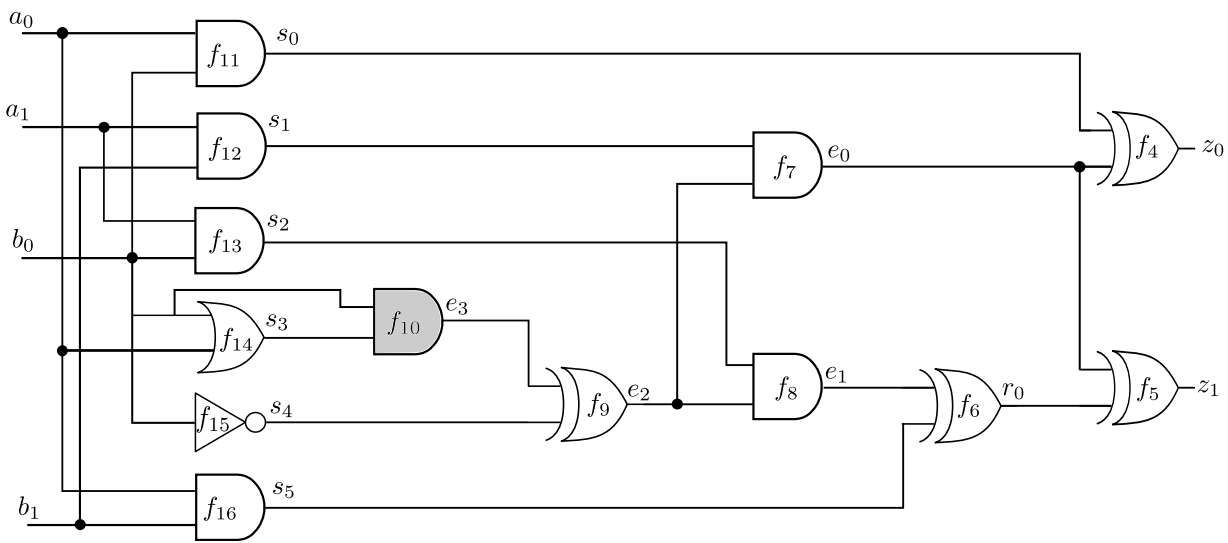 a₀
s₀
f₁₁
a₁
s₁
f₁₂
e₀
f₇
f₄
z₀
b₀
s₂
f₁₃
e₃
f₁₀
s₃
f₁₄
e₂
f₉
e₁
f₈
r₀
f₆
f₅
z₁
s₄
f₁₅
b₁
s₅
f₁₆